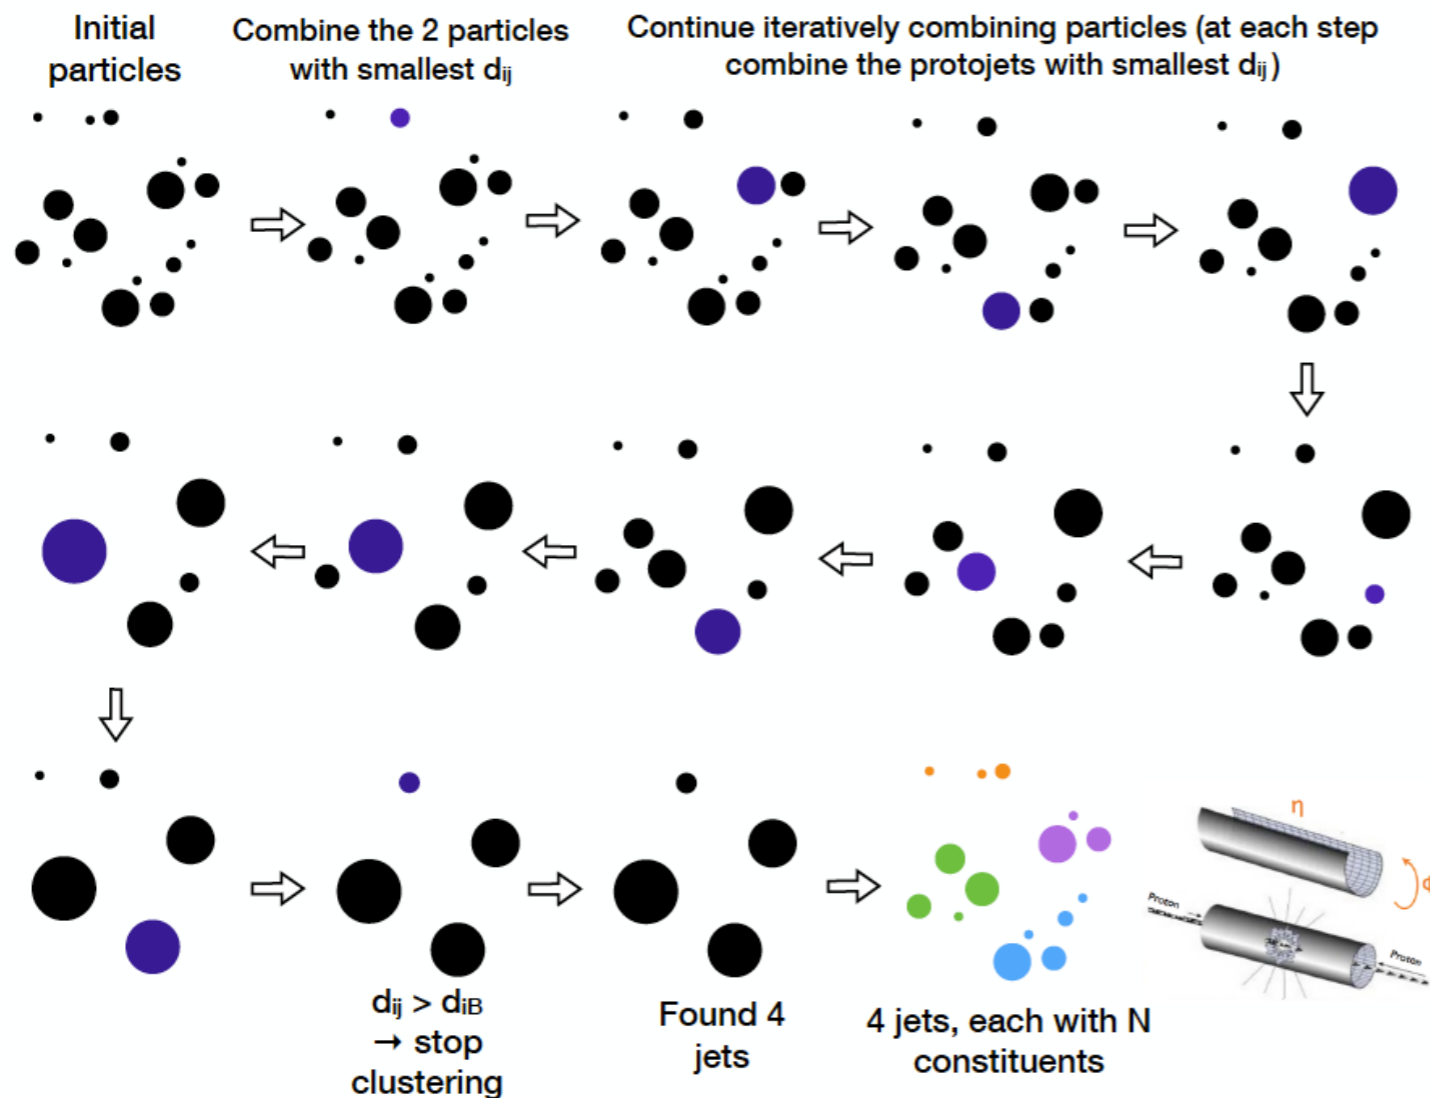 Initial
particles
Combine the 2 particles
with smallest dij
Continue iteratively combining particles (at each step
combine the protojets with smallest dij)
dij > diB
→ stop
clustering
Found 4
jets
4 jets, each with N
constituents
η
ϕ
Proton
Proton